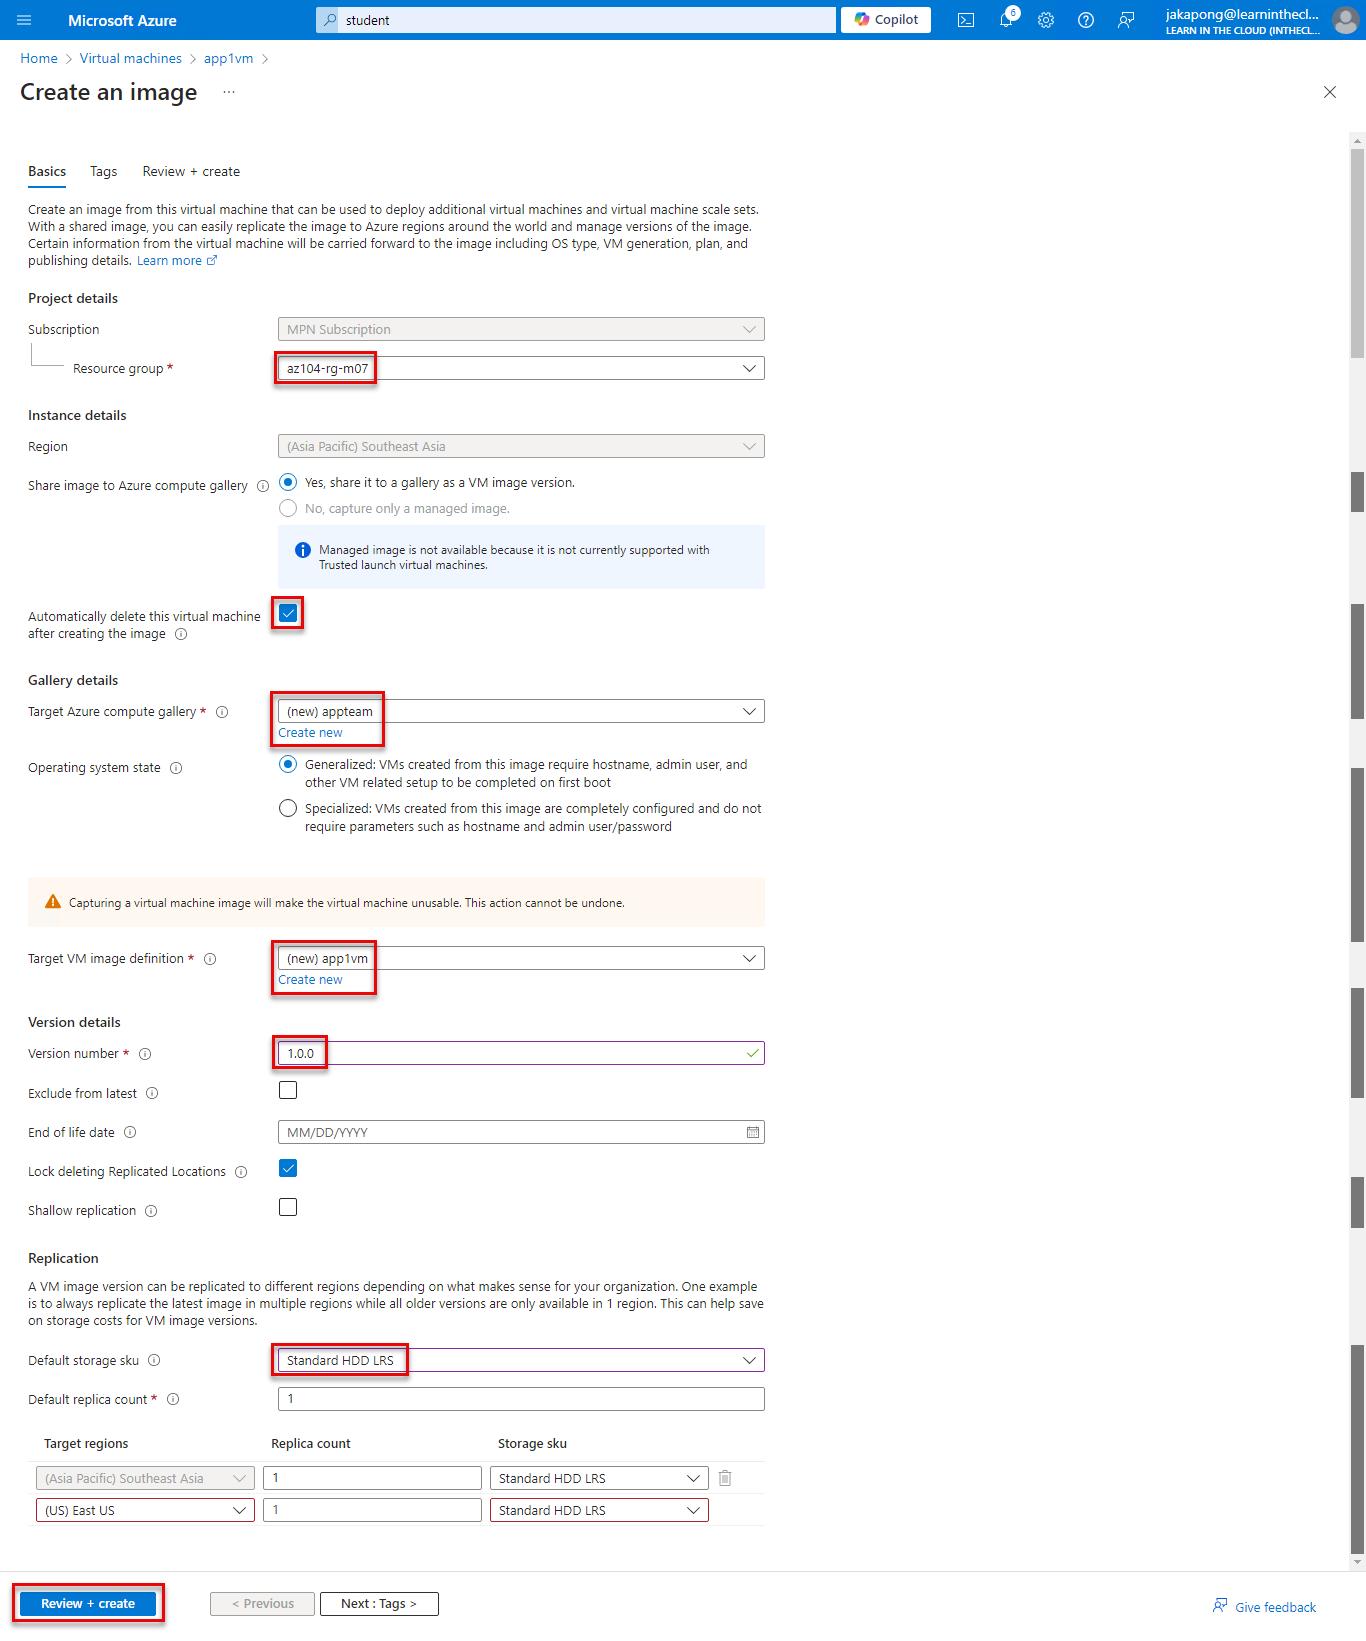 Microsoft Azure
student
Copilot
6
jakapong@learninthecl...
LEARN IN THE CLOUD (INTHECL...
Home > Virtual machines > app1vm >
Create an image ...
Basics Tags Review + create
Create an image from this virtual machine that can be used to deploy additional virtual machines and virtual machine scale sets.
With a shared image, you can easily replicate the image to Azure regions around the world and manage versions of the image.
Certain information from the virtual machine will be carried forward to the image including OS type, VM generation, plan, and
publishing details. Learn more
Project details
Subscription MPN Subscription
Resource group * az104-rg-m07
Instance details
Region (Asia Pacific) Southeast Asia
Share image to Azure compute gallery Yes, share it to a gallery as a VM image version.
No, capture only a managed image.
Managed image is not available because it is not currently supported with
Trusted launch virtual machines.
Automatically delete this virtual machine
after creating the image
Gallery details
Target Azure compute gallery * (new) appteam
Create new
Operating system state Generalized: VMs created from this image require hostname, admin user, and
other VM related setup to be completed on first boot
Specialized: VMs created from this image are completely configured and do not
require parameters such as hostname and admin user/password
Capturing a virtual machine image will make the virtual machine unusable. This action cannot be undone.
Target VM image definition * (new) app1vm
Create new
Version details
Version number * 1.0.0
Exclude from latest
End of life date MM/DD/YYYY
Lock deleting Replicated Locations
Shallow replication
Replication
A VM image version can be replicated to different regions depending on what makes sense for your organization. One example
is to always replicate the latest image in multiple regions while all older versions are only available in 1 region. This can help save
on storage costs for VM image versions.
Default storage sku Standard HDD LRS
Default replica count * 1
Target regions Replica count Storage sku
(Asia Pacific) Southeast Asia 1 Standard HDD LRS
(US) East US 1 Standard HDD LRS
Review + create < Previous Next : Tags > Give feedback